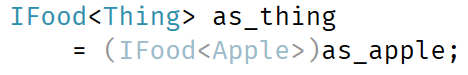 IFood<Thing> as_thing
= (IFood<Apple>)as_apple;